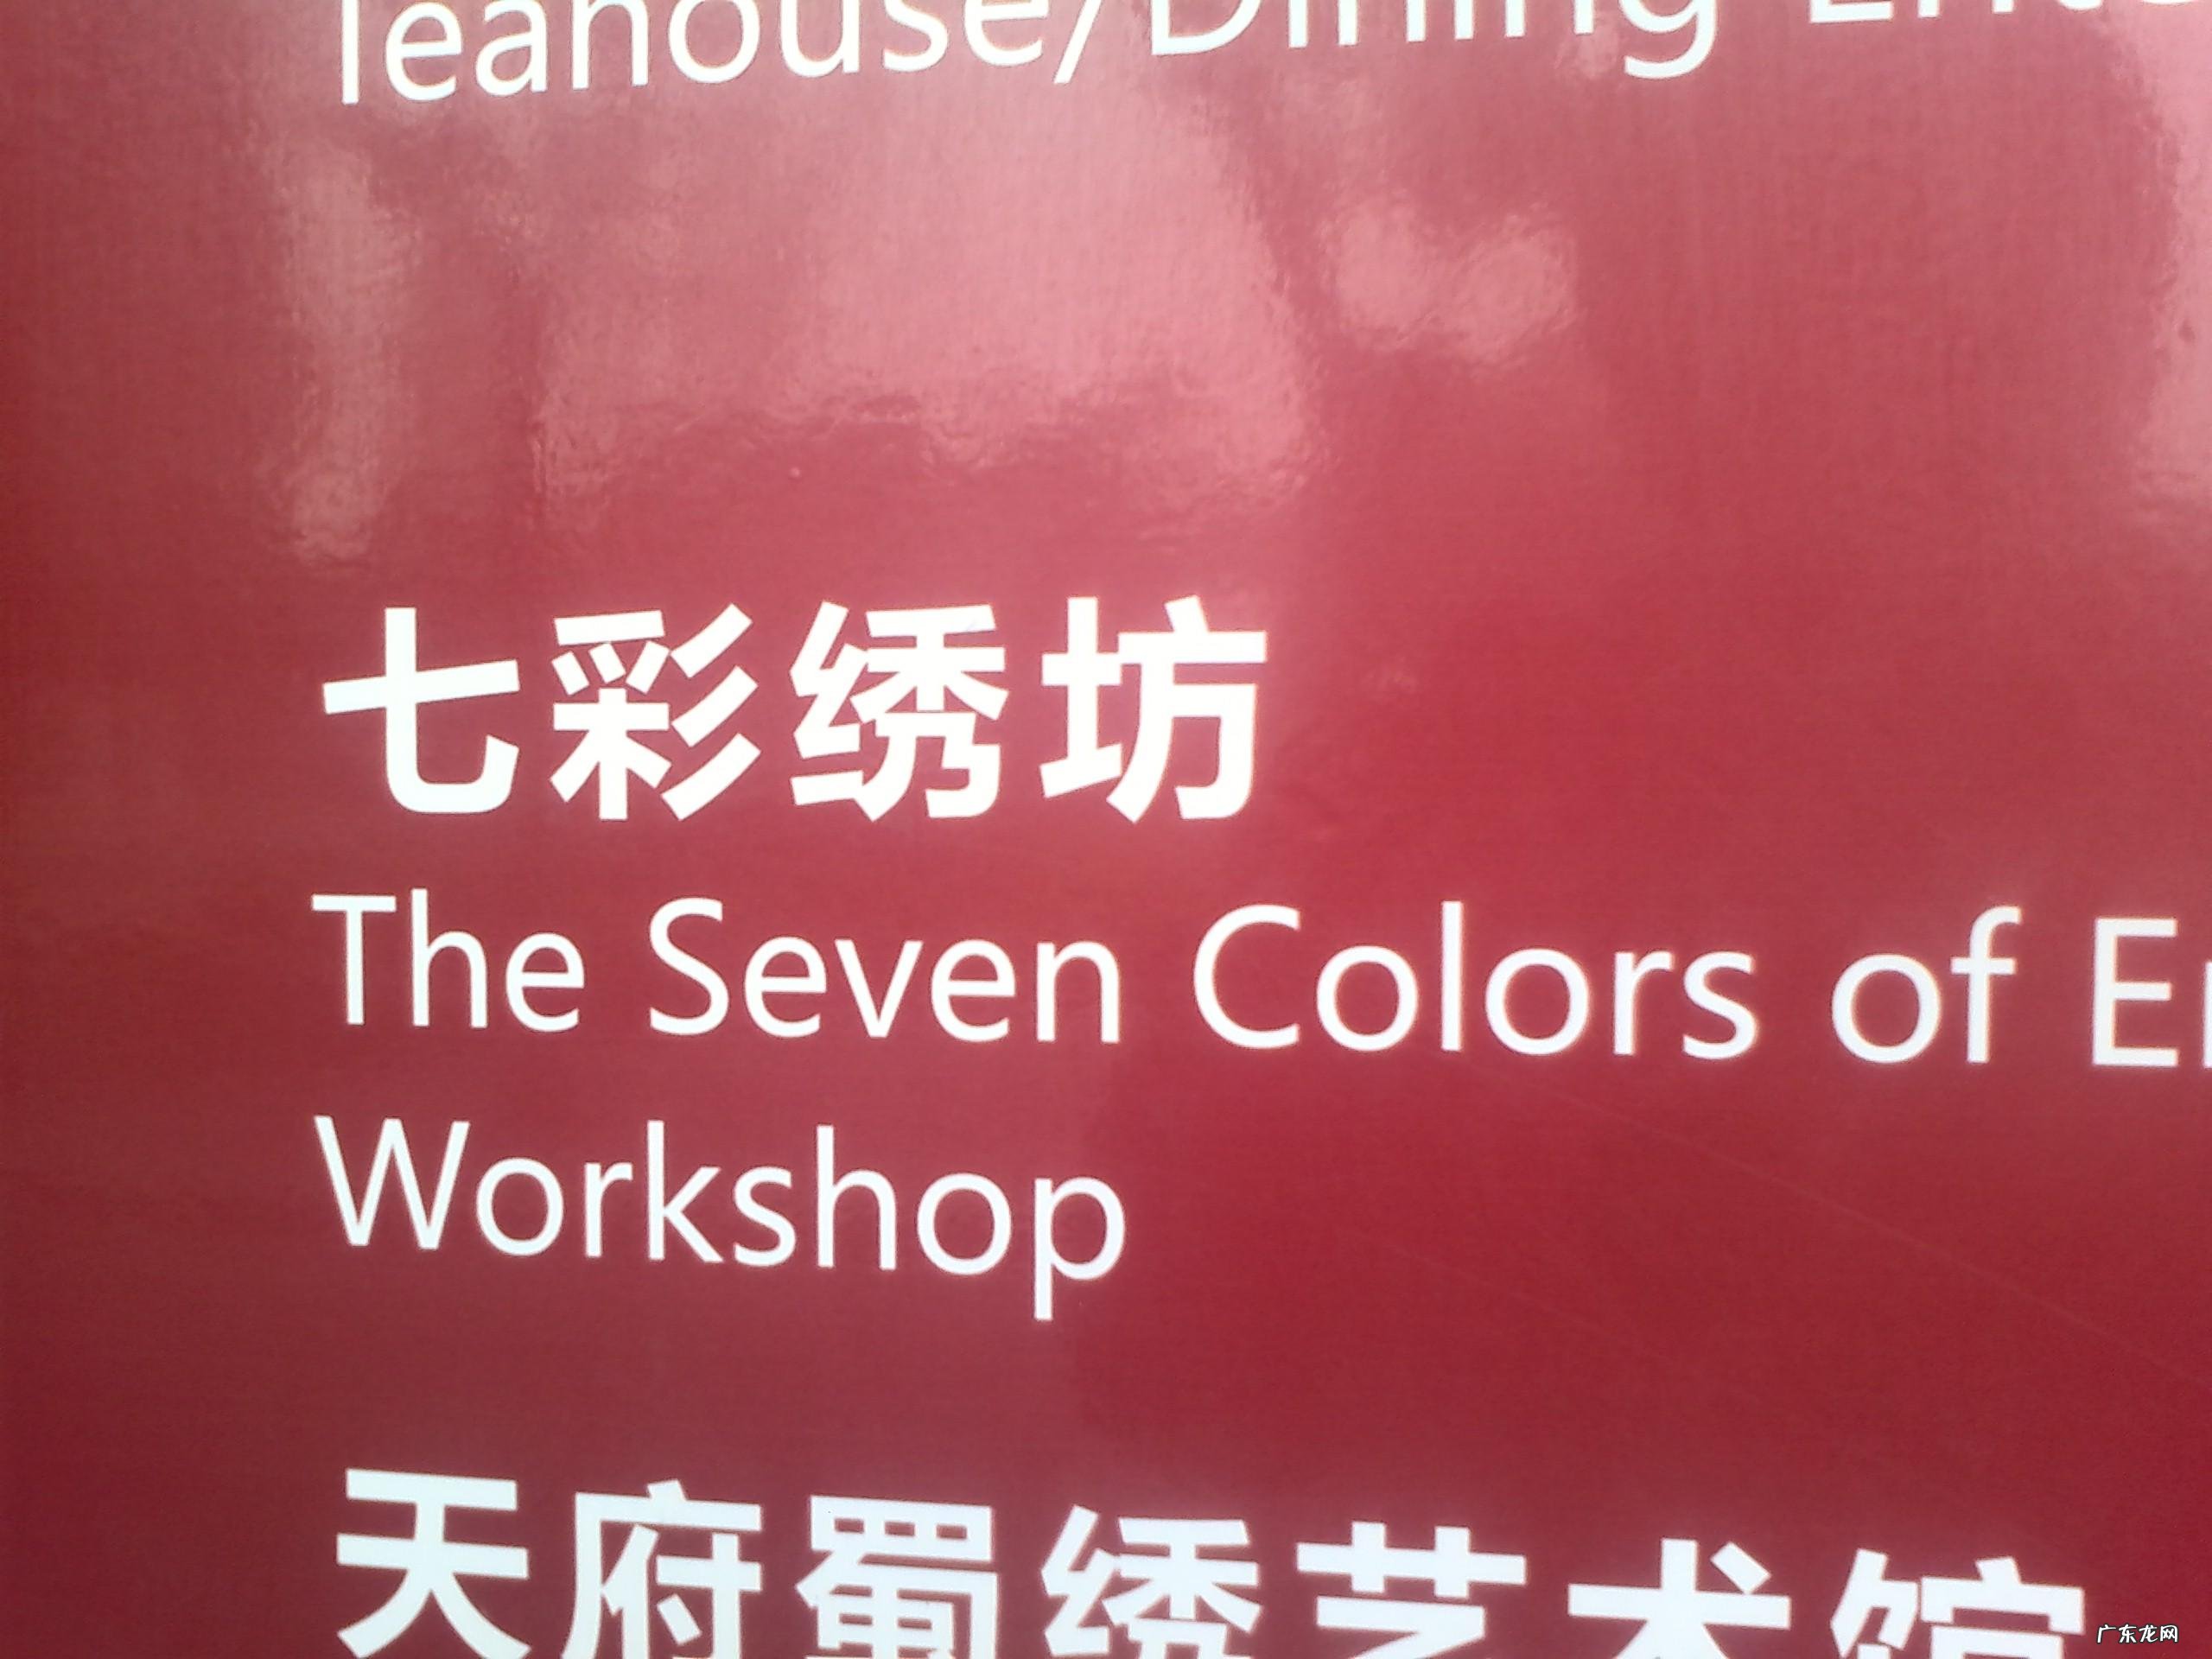 Teahouse/Dining
七彩绣坊
The Seven Colors of
Workshop
天府蜀绣艺术馆
广东龙网